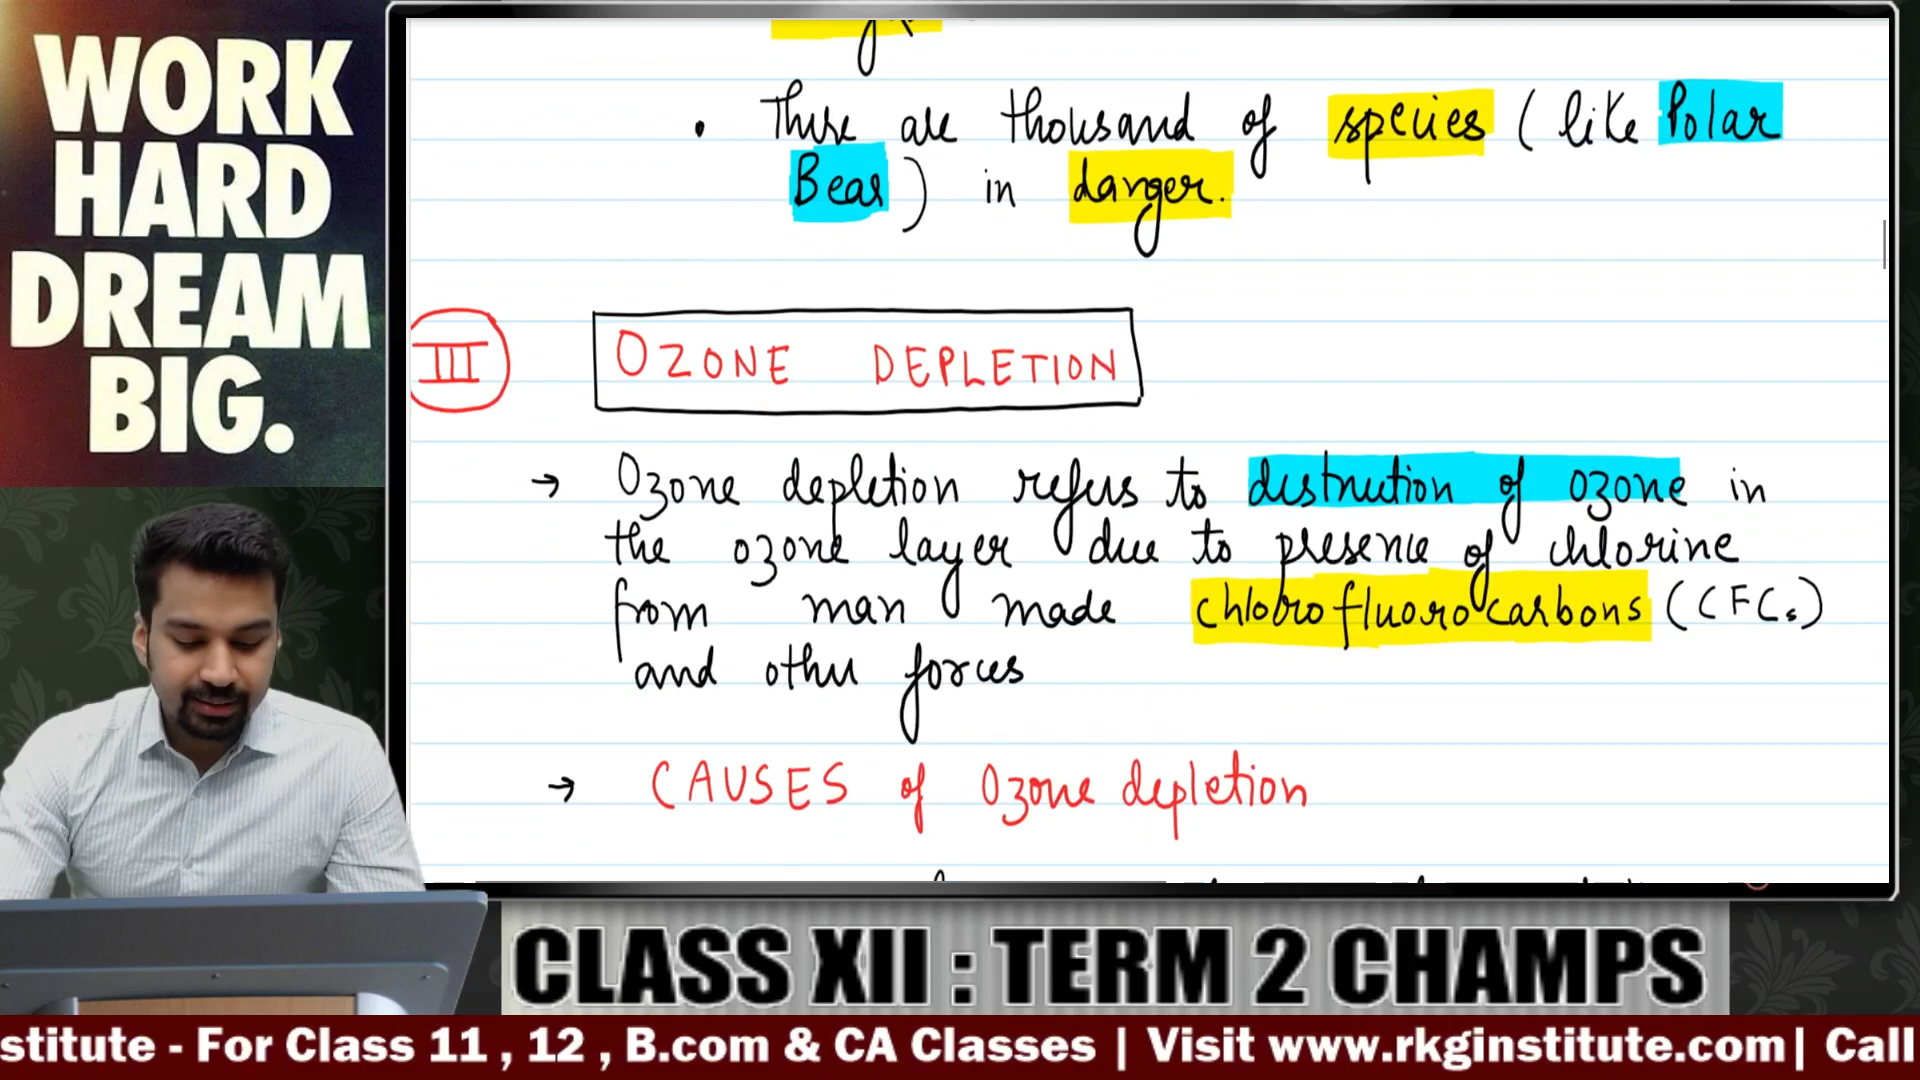 WORK
HARD
DREAM
BIG.
• There are thousand of species (like Polar
Bear) in danger.
III OZONE DEPLETION
→ Ozone depletion refers to destruction of ozone in
the ozone layer due to presence of chlorine
from man made chlorofluorocarbons (CFCs)
and other forces
→ CAUSES of Ozone depletion
CLASS XII : TERM 2 CHAMPS
stitute - For Class 11 , 12 , B.com & CA Classes | Visit www.rkginstitute.com| Call